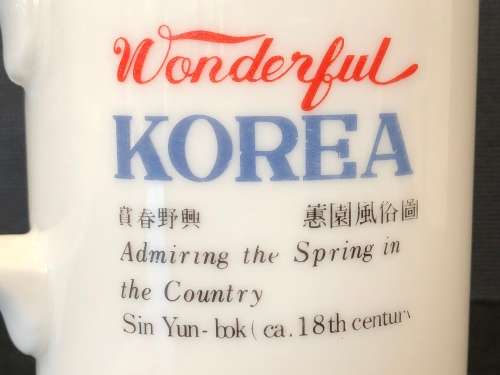 Wonderful
KOREA
賞春野興 蕙園風俗圖
Admiring the Spring in
the Country
Sin Yun-bok (ca. 18th century